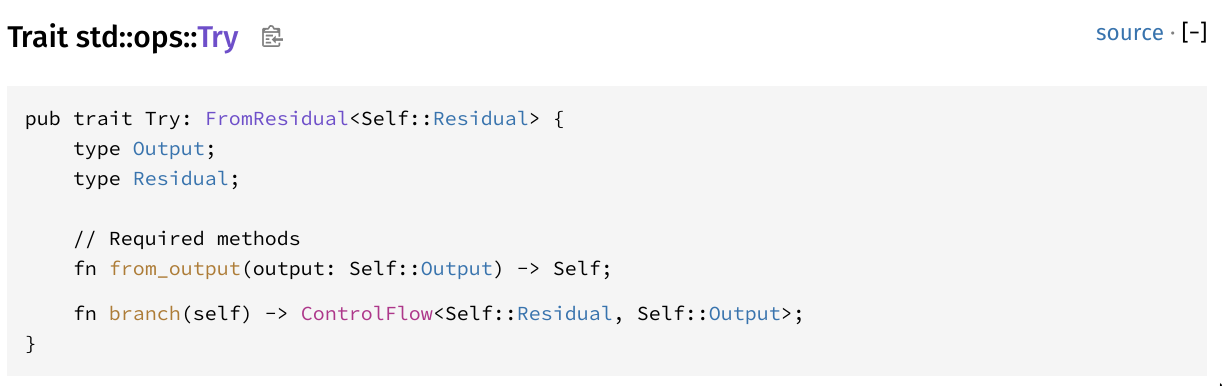 Trait std::ops::Try
source · [-]
pub trait Try: FromResidual<Self::Residual> {
    type Output;
    type Residual;

    // Required methods
    fn from_output(output: Self::Output) -> Self;
    fn branch(self) -> ControlFlow<Self::Residual, Self::Output>;
}